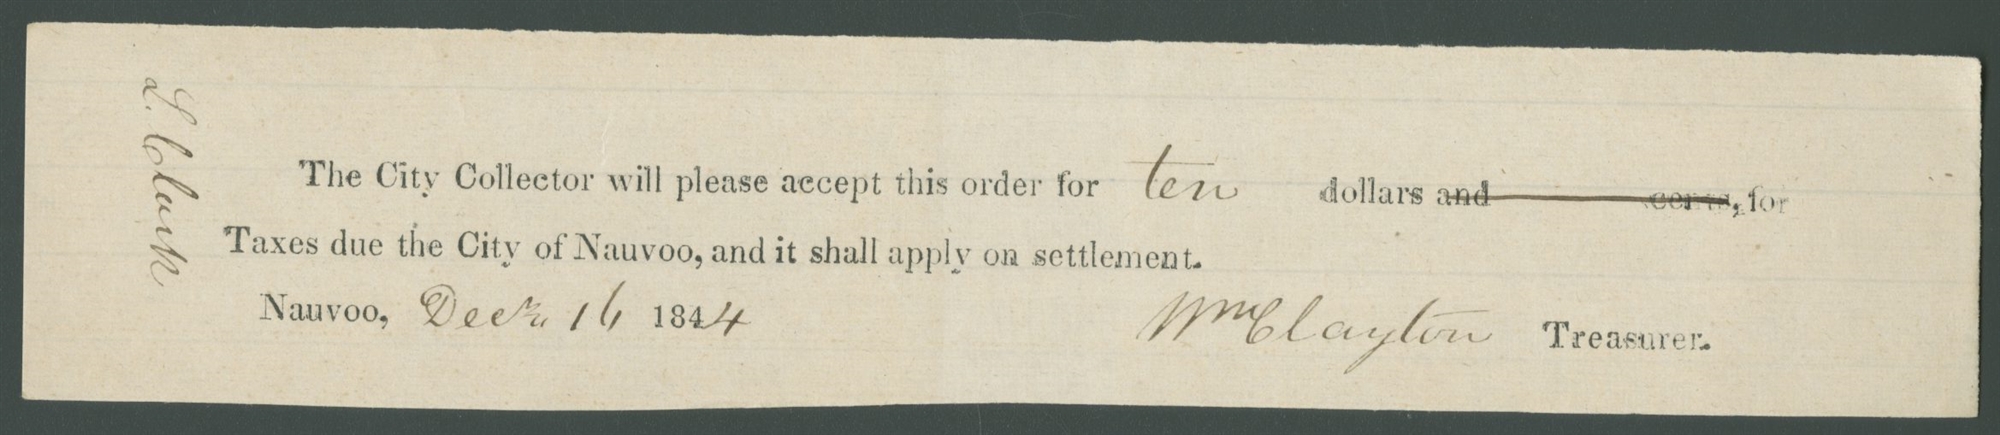 L. Clark
The City Collector will please accept this order for ten dollars and cents, for
Taxes due the City of Nauvoo, and it shall apply on settlement.
Nauvoo, Decr. 16 1844 Wm Clayton Treasurer.